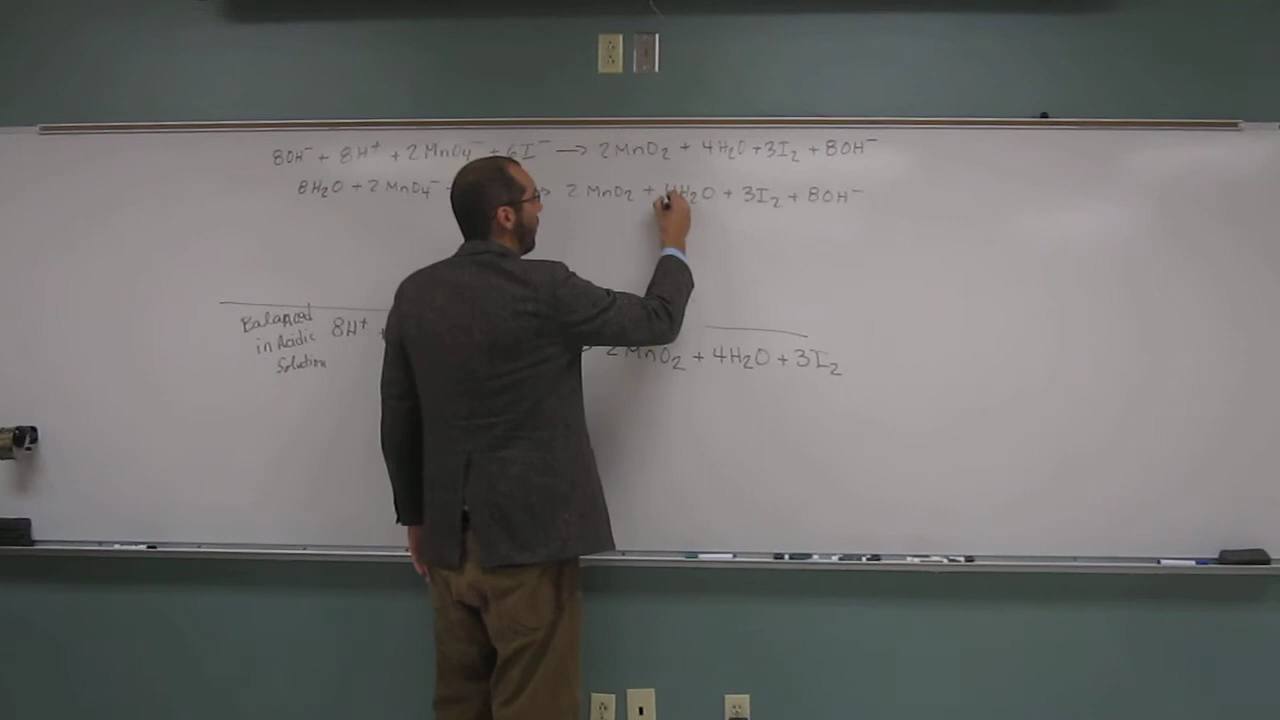 8OH⁻ + 8H⁺ + 2MnO₄⁻ + 6I⁻ → 2MnO₂ + 4H₂O + 3I₂ + 8OH⁻
8H₂O + 2MnO₄⁻ → 2MnO₂ + 4H₂O + 3I₂ + 8OH⁻
Balanced in Acidic Solution
8H⁺ + → 2MnO₂ + 4H₂O + 3I₂